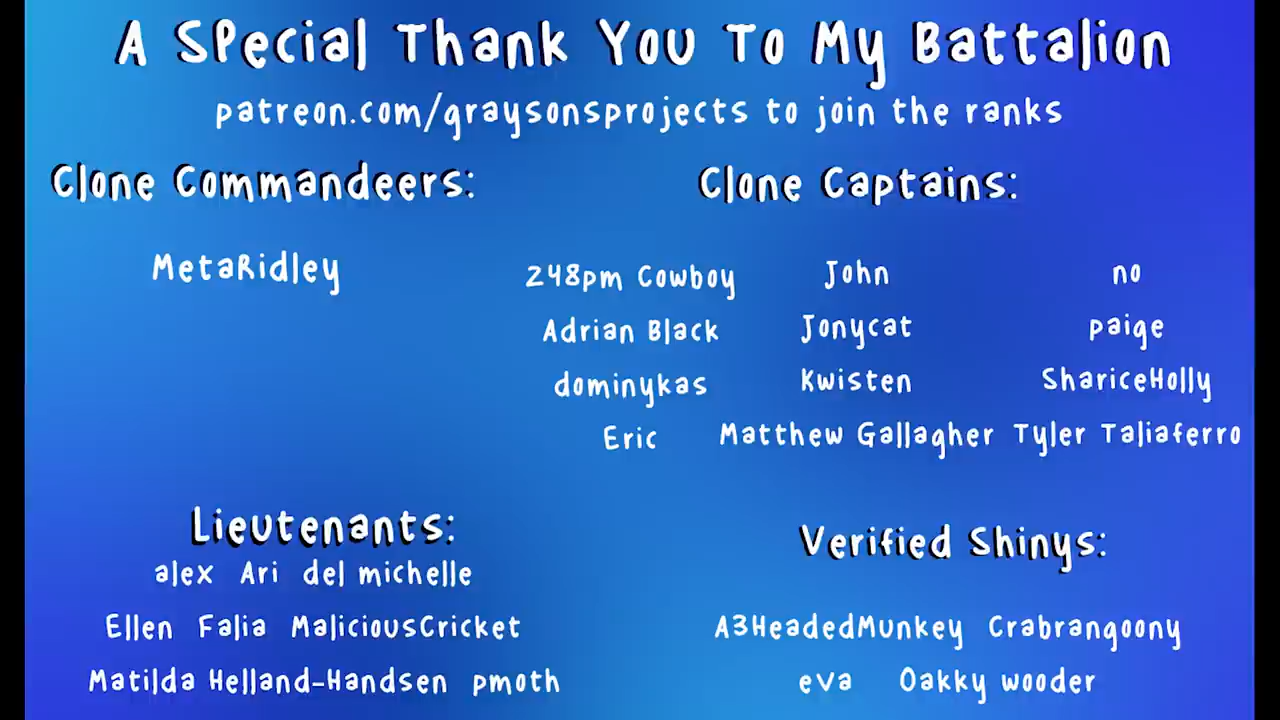 A Special Thank You To My Battalion
patreon.com/graysonsprojects to join the ranks
Clone Commandeers:
MetaRidley
Clone Captains:
248pm Cowboy John no
Adrian Black Jonycat paige
dominykas Kwisten ShariceHolly
Eric Matthew Gallagher Tyler Taliaferro
Lieutenants:
alex Ari del michelle
Ellen Falia MaliciousCricket
Matilda Helland-Handsen pmoth
Verified Shinys:
A3HeadedMunkey Crabrangoony
eva Oakky wooder